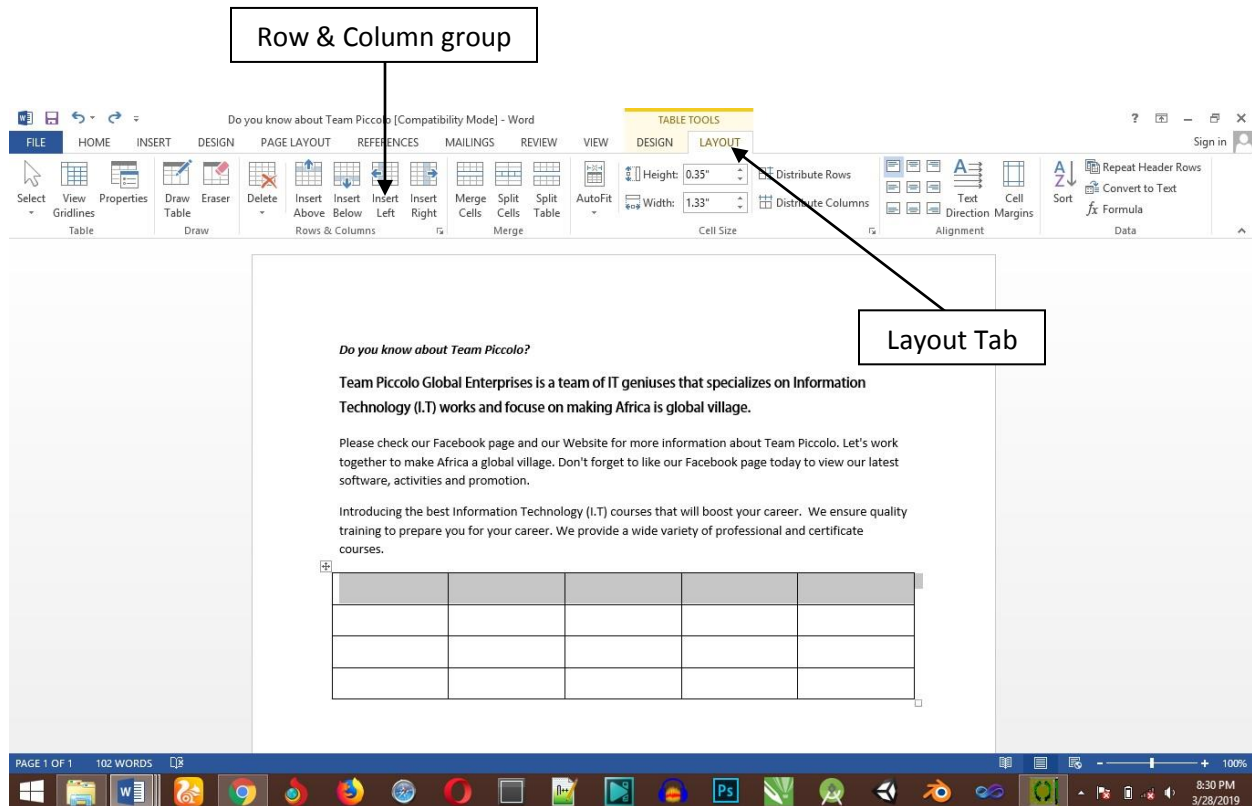 Row & Column group
Do you know about Team Piccolo [Compatibility Mode] - Word
TABLE TOOLS
?
FILE HOME INSERT DESIGN PAGE LAYOUT REFERENCES MAILINGS REVIEW VIEW DESIGN LAYOUT Sign in
Select View Gridlines Properties Draw Table Eraser Delete Insert Above Insert Below Insert Left Insert Right Merge Cells Split Cells Split Table AutoFit
Height: 0.35" Distribute Rows
Width: 1.33" Distribute Columns
Text Direction Cell Margins Sort
Repeat Header Rows
Convert to Text
fx Formula
Table Draw Rows & Columns Merge Cell Size Alignment Data
Layout Tab
Do you know about Team Piccolo?
Team Piccolo Global Enterprises is a team of IT geniuses that specializes on Information
Technology (I.T) works and focuse on making Africa is global village.
Please check our Facebook page and our Website for more information about Team Piccolo. Let's work
together to make Africa a global village. Don't forget to like our Facebook page today to view our latest
software, activities and promotion.
Introducing the best Information Technology (I.T) courses that will boost your career.  We ensure quality
training to prepare you for your career. We provide a wide variety of professional and certificate
courses.
PAGE 1 OF 1 102 WORDS 100%
Ps
8:30 PM
3/28/2019